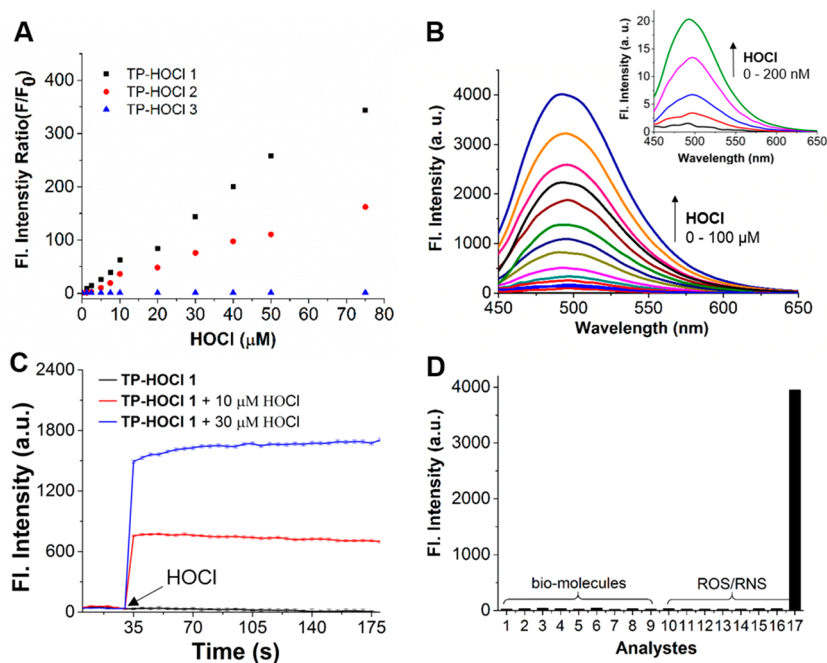 A
Fl. Intenstiy Ratio(F/F0)
400
300
200
100
0
TP-HOCl 1
TP-HOCl 2
TP-HOCl 3
0 10 20 30 40 50 60 70 80
HOCl (μM)
B
Fl. Intensity (a. u.)
4000
3000
2000
1000
0
HOCl
0 - 100 μM
450 500 550 600 650
Wavelength (nm)
Fl. Intensity (a. u.)
20
15
10
5
0
HOCl
0 - 200 nM
450 500 550 600 650
Wavelength (nm)
C
Fl. Intensity (a.u.)
1800
1200
600
0
TP-HOCl 1
TP-HOCl 1 + 10 μM HOCl
TP-HOCl 1 + 30 μM HOCl
HOCl
35 70 105 140 175
Time (s)
D
Fl. Intensity (a. u.)
4000
3000
2000
1000
0
bio-molecules
ROS/RNS
1 2 3 4 5 6 7 8 9 10 11 12 13 14 15 16 17
Analystes